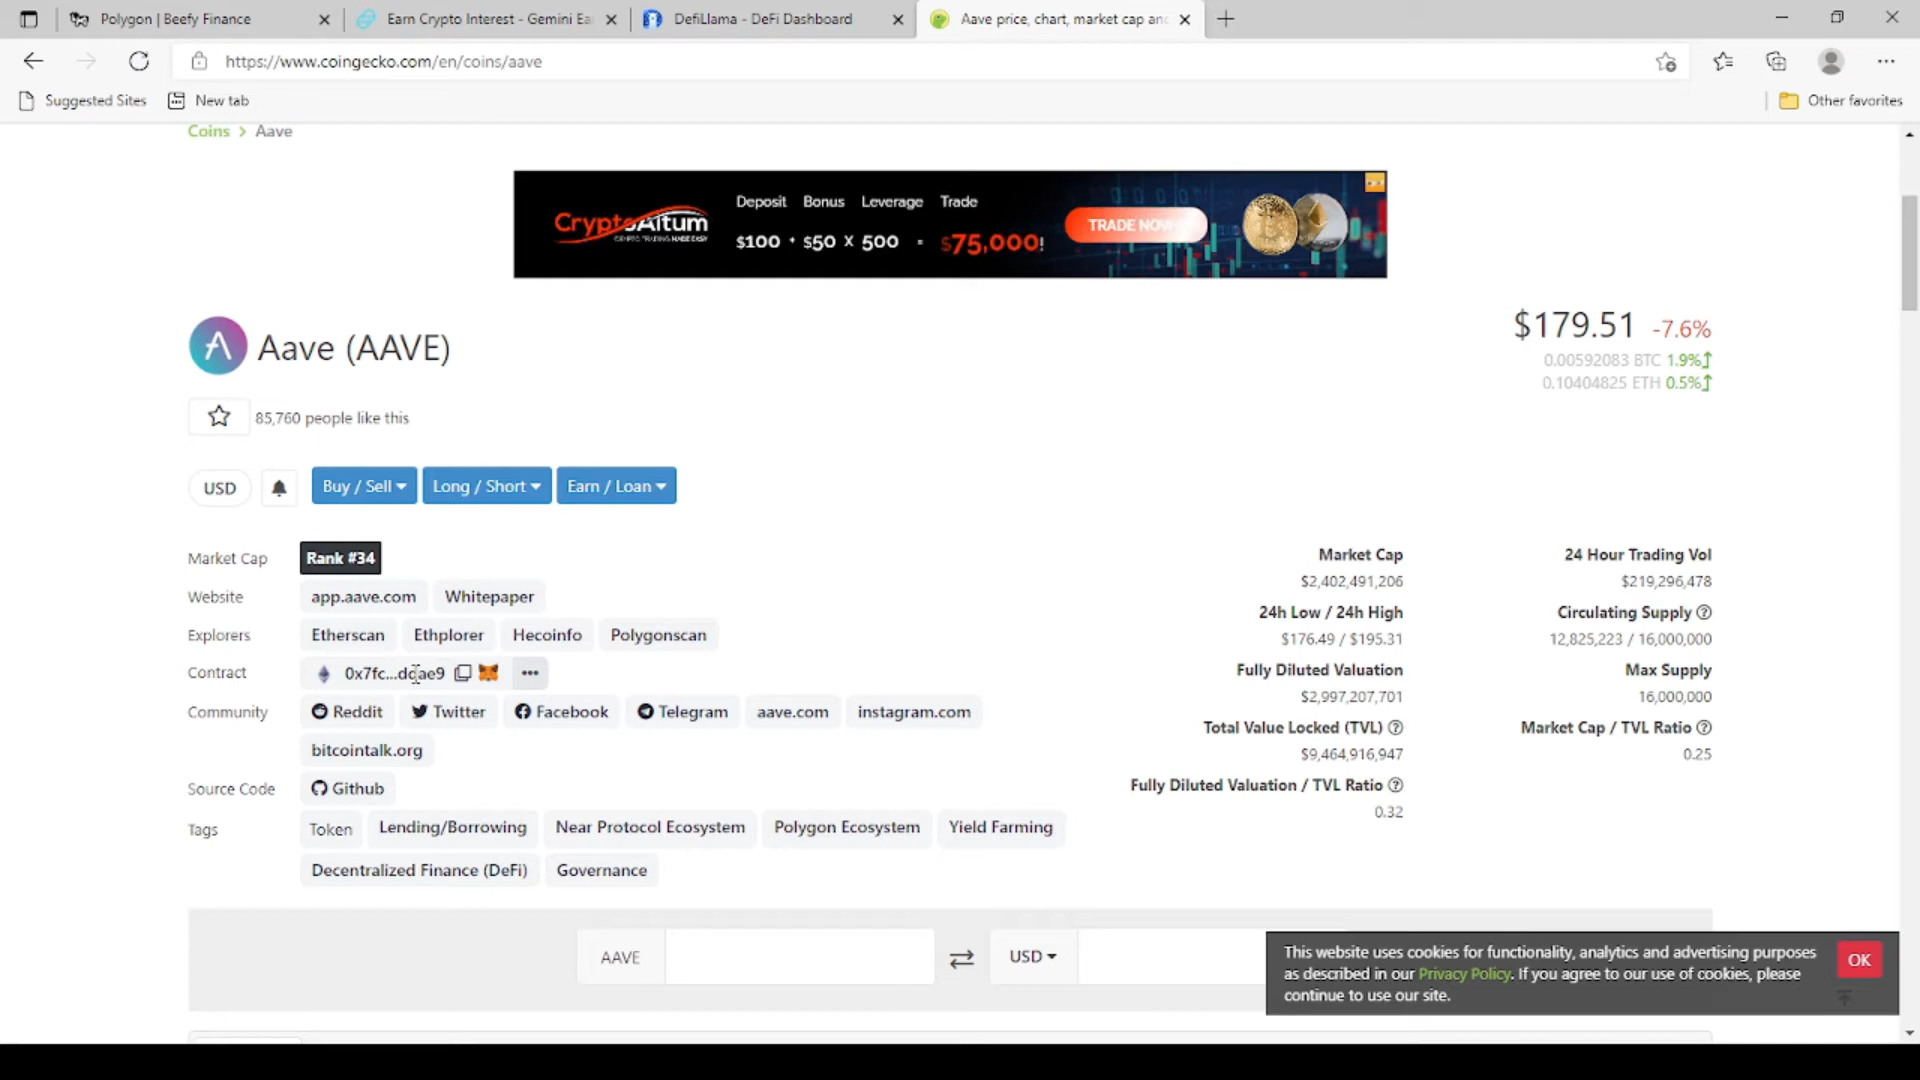 Polygon | Beefy Finance
Earn Crypto Interest - Gemini Ea
DefiLlama - DeFi Dashboard
Aave price, chart, market cap an
https://www.coingecko.com/en/coins/aave
Suggested Sites
New tab
Other favorites
Coins > Aave
CryptoAltum
CRYPTO TRADING MADE EASY
Deposit Bonus Leverage Trade
$100 + $50 X 500 = $75,000!
TRADE NOW
Aave (AAVE)
$179.51 -7.6%
0.00592083 BTC 1.9%
0.10404825 ETH 0.5%
85,760 people like this
USD
Buy / Sell
Long / Short
Earn / Loan
Market Cap Rank #34
Website app.aave.com Whitepaper
Explorers Etherscan Ethplorer Hecoinfo Polygonscan
Contract 0x7fc...ddae9 •••
Community Reddit Twitter Facebook Telegram aave.com instagram.com
bitcointalk.org
Source Code Github
Tags Token Lending/Borrowing Near Protocol Ecosystem Polygon Ecosystem Yield Farming
Decentralized Finance (DeFi) Governance
Market Cap
$2,402,491,206
24h Low / 24h High
$176.49 / $195.31
Fully Diluted Valuation
$2,997,207,701
Total Value Locked (TVL)
$9,464,916,947
Fully Diluted Valuation / TVL Ratio
0.32
24 Hour Trading Vol
$219,296,478
Circulating Supply
12,825,223 / 16,000,000
Max Supply
16,000,000
Market Cap / TVL Ratio
0.25
AAVE
USD
This website uses cookies for functionality, analytics and advertising purposes
as described in our Privacy Policy. If you agree to our use of cookies, please
continue to use our site.
OK